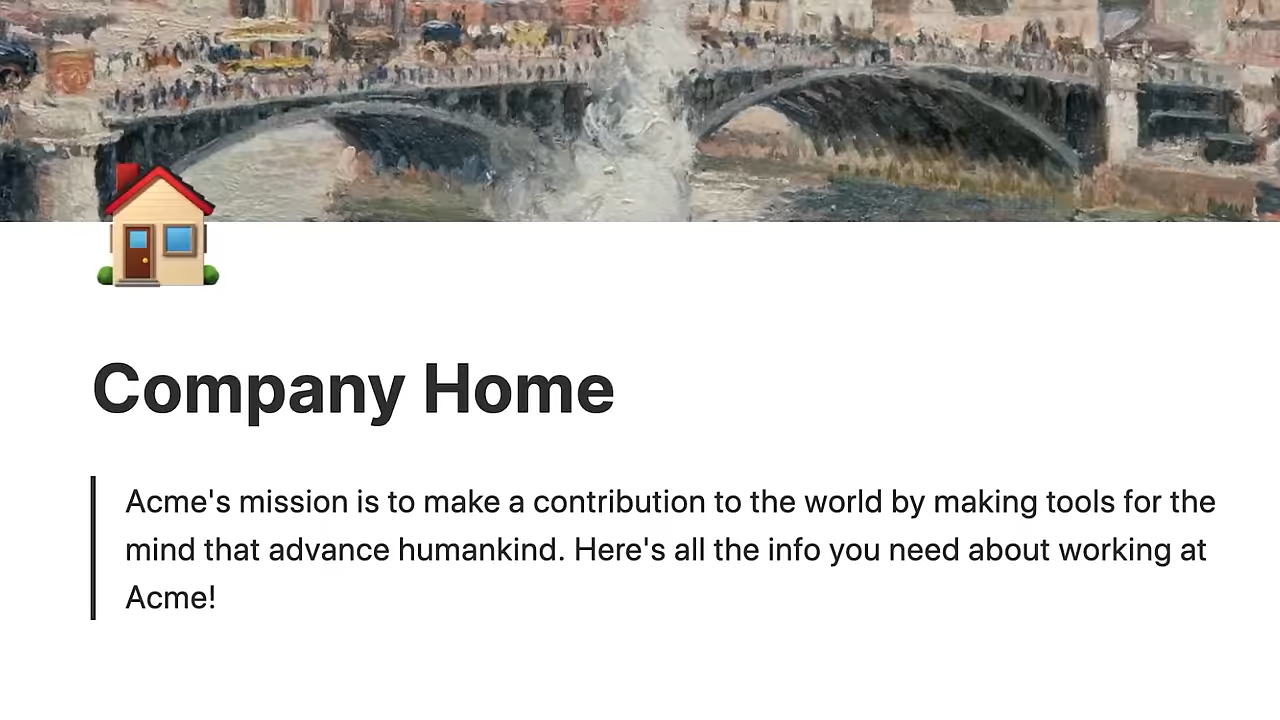 Company Home
Acme's mission is to make a contribution to the world by making tools for the
mind that advance humankind. Here's all the info you need about working at
Acme!